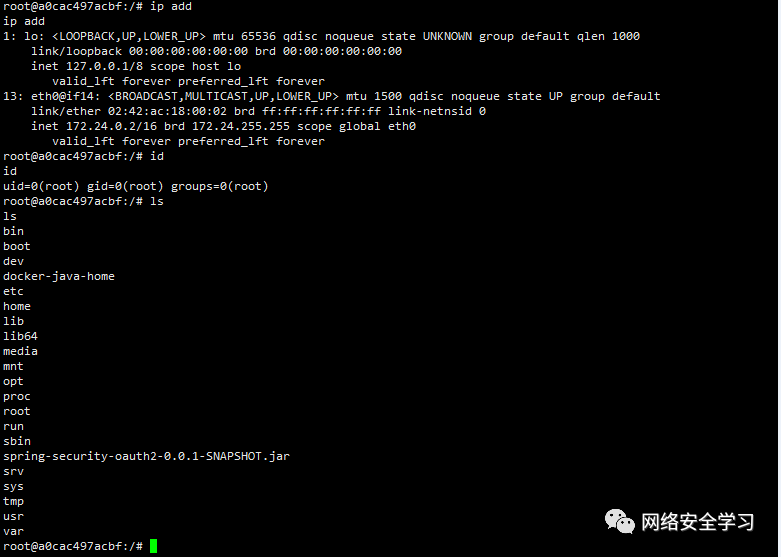 root@a0cac497acbf:/# ip add
ip add
1: lo: <LOOPBACK,UP,LOWER_UP> mtu 65536 qdisc noqueue state UNKNOWN group default qlen 1000
    link/loopback 00:00:00:00:00:00 brd 00:00:00:00:00:00
    inet 127.0.0.1/8 scope host lo
       valid_lft forever preferred_lft forever
13: eth0@if14: <BROADCAST,MULTICAST,UP,LOWER_UP> mtu 1500 qdisc noqueue state UP group default
    link/ether 02:42:ac:18:00:02 brd ff:ff:ff:ff:ff:ff link-netnsid 0
    inet 172.24.0.2/16 brd 172.24.255.255 scope global eth0
       valid_lft forever preferred_lft forever
root@a0cac497acbf:/# id
id
uid=0(root) gid=0(root) groups=0(root)
root@a0cac497acbf:/# ls
ls
bin
boot
dev
docker-java-home
etc
home
lib
lib64
media
mnt
opt
proc
root
run
sbin
spring-security-oauth2-0.0.1-SNAPSHOT.jar
srv
sys
tmp
usr
var
root@a0cac497acbf:/#
网络安全学习